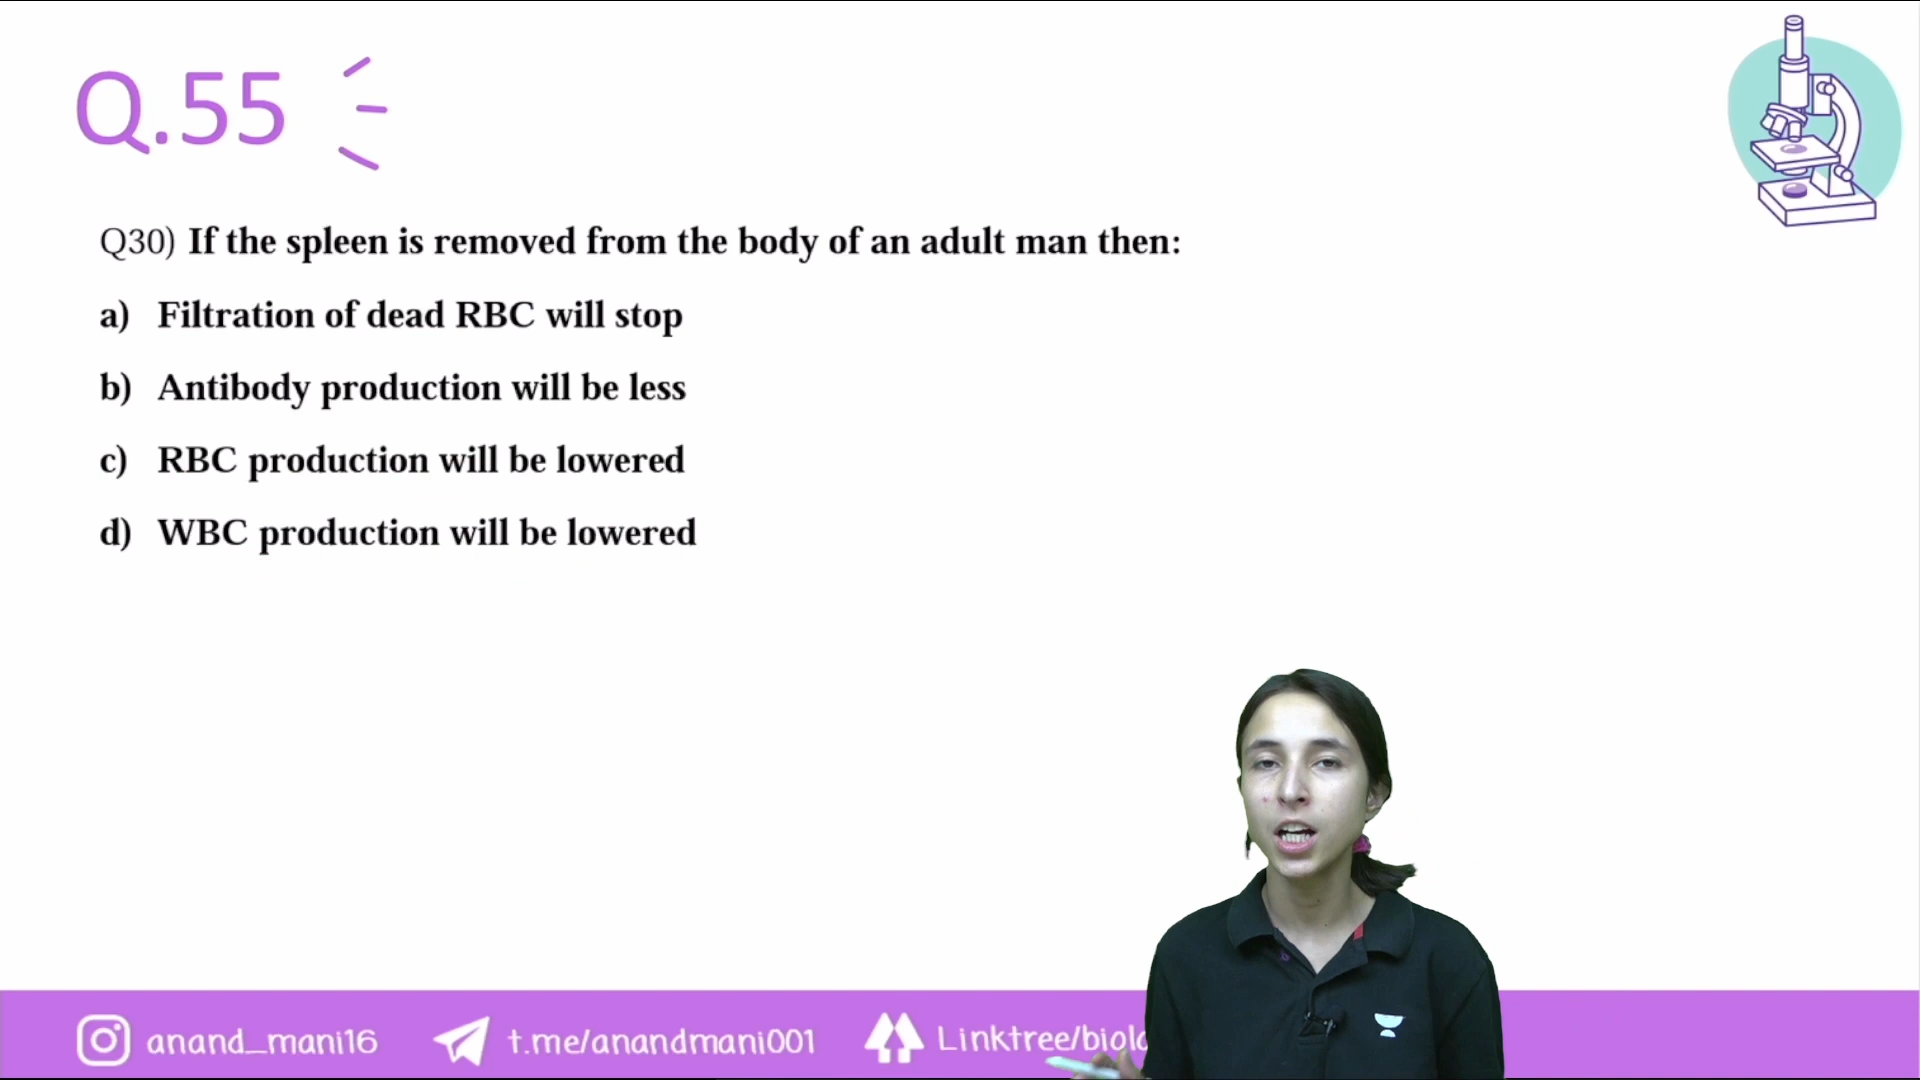 Q.55
Q30) If the spleen is removed from the body of an adult man then:
a) Filtration of dead RBC will stop
b) Antibody production will be less
c) RBC production will be lowered
d) WBC production will be lowered
anand_mani16 t.me/anandmani001